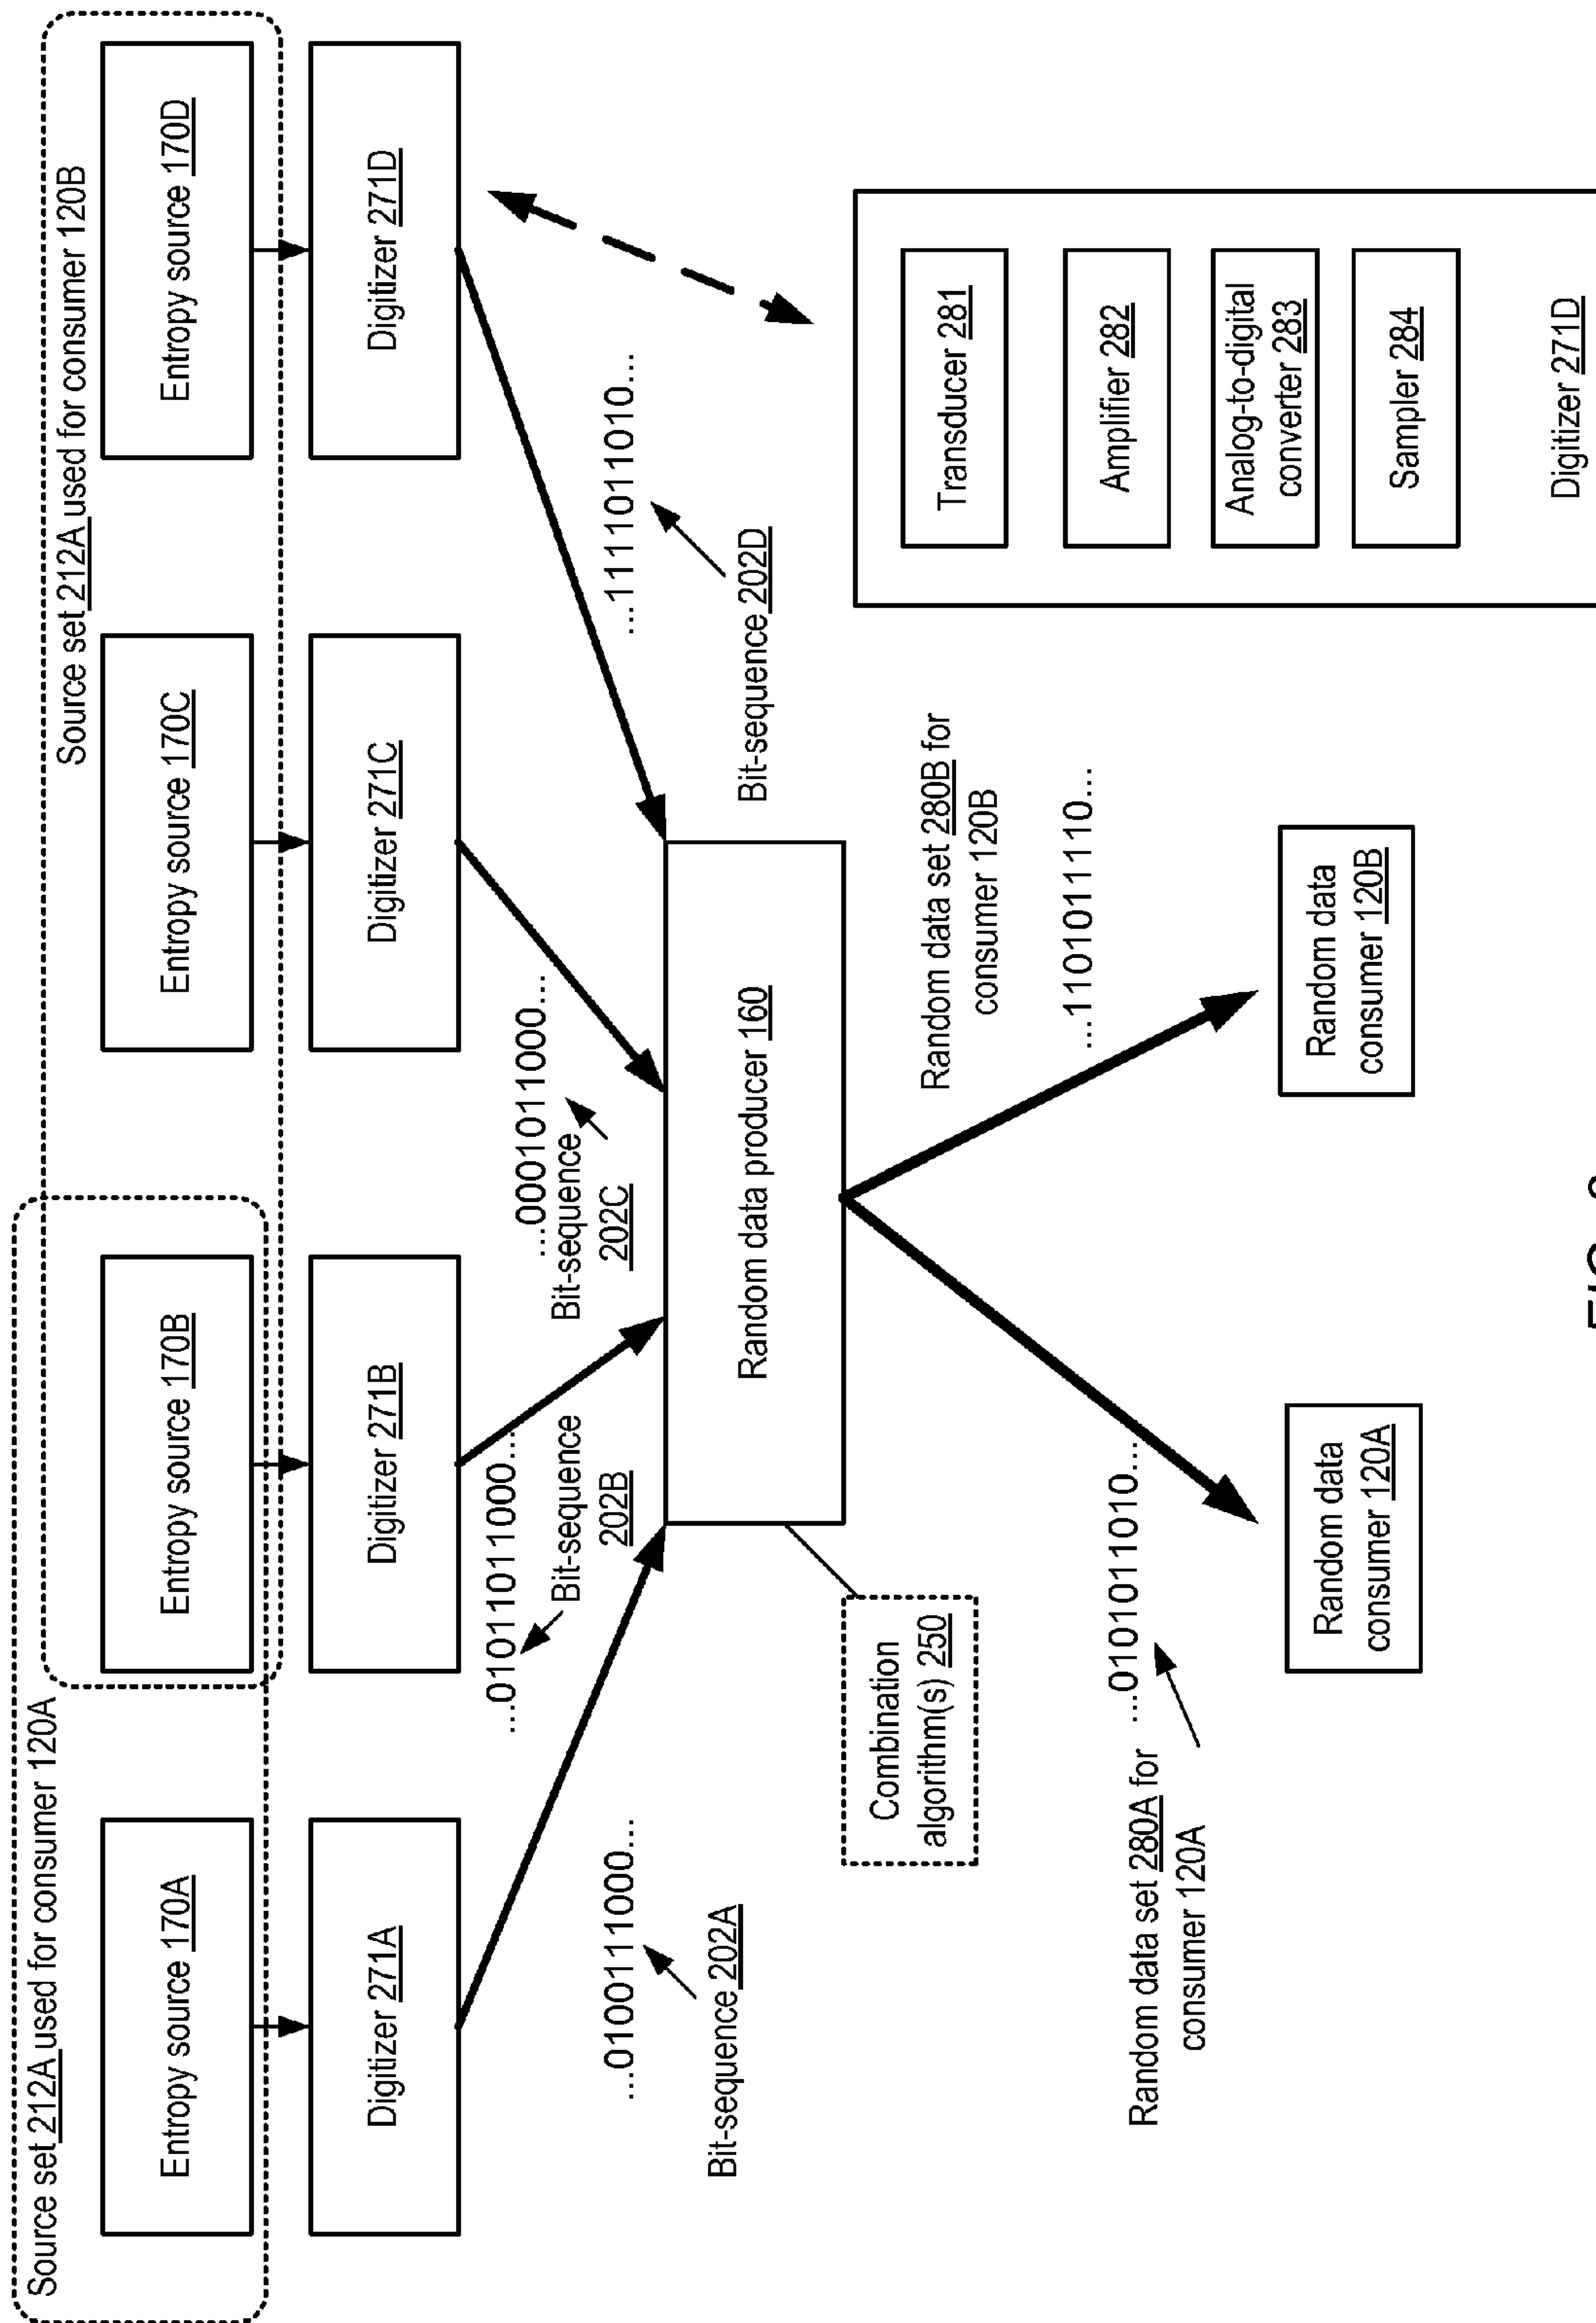 Source set 212A used for consumer 120A
Source set 212A used for consumer 120B
Entropy source 170A
Entropy source 170B
Entropy source 170C
Entropy source 170D
Digitizer 271A
Digitizer 271B
Digitizer 271C
Digitizer 271D
...010110110000...
Bit-sequence
202B
...0001011000...
Bit-sequence
202C
...0100111000...
Bit-sequence 202A
...1111011010...
Bit-sequence 202D
Random data producer 160
Combination
algorithm(s) 250
Random data set 280A for
consumer 120A
...0101011010...
Random data set 280B for
consumer 120B
...1101011110...
Random data
consumer 120A
Random data
consumer 120B
Transducer 281
Amplifier 282
Analog-to-digital
converter 283
Sampler 284
Digitizer 271D
FIG.